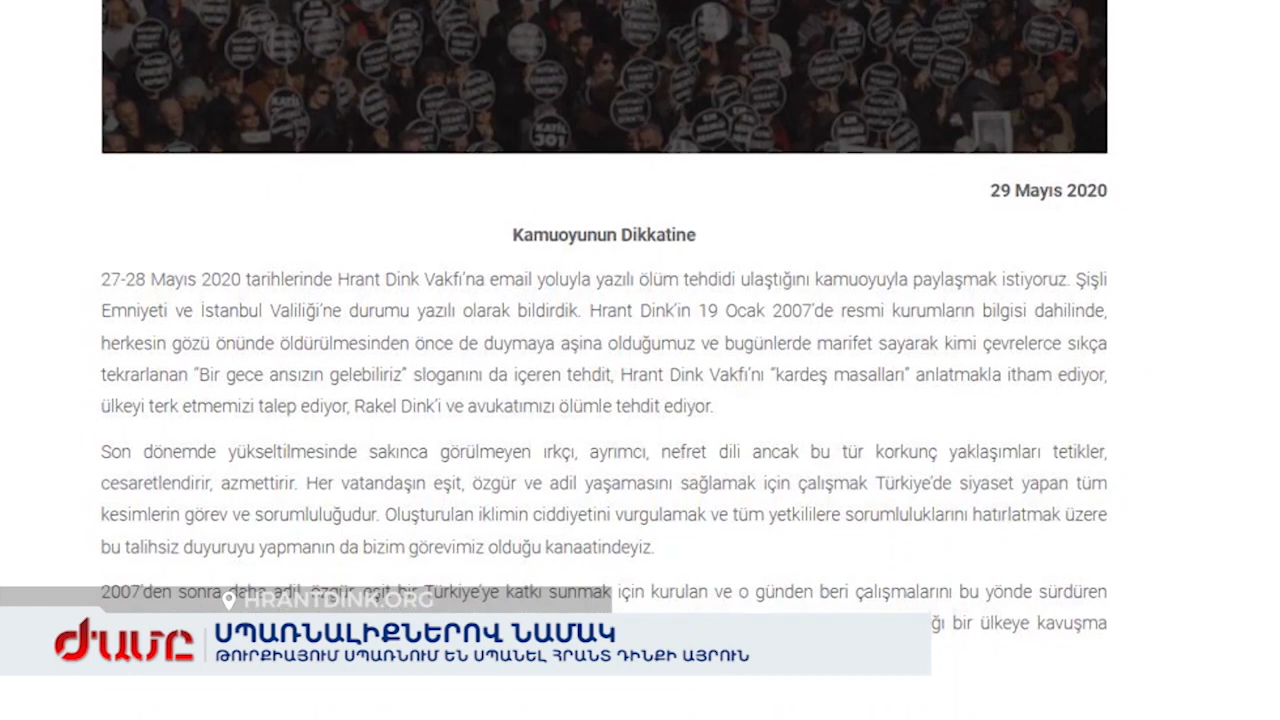 29 Mayıs 2020
Kamuoyunun Dikkatine
27-28 Mayıs 2020 tarihlerinde Hrant Dink Vakfı’na email yoluyla yazılı ölüm tehdidi ulaştığını kamuoyuyla paylaşmak istiyoruz. Şişli
Emniyeti ve İstanbul Valiliği’ne durumu yazılı olarak bildirdik. Hrant Dink’in 19 Ocak 2007’de resmi kurumların bilgisi dahilinde,
herkesin gözü önünde öldürülmesinden önce de duymaya aşina olduğumuz ve bugünlerde marifet sayarak kimi çevrelerce sıkça
tekrarlanan “Bir gece ansızın gelebiliriz” sloganını da içeren tehdit, Hrant Dink Vakfı’nı “kardeş masalları” anlatmakla itham ediyor,
ülkeyi terk etmemizi talep ediyor, Rakel Dink’i ve avukatımızı ölümle tehdit ediyor.
Son dönemde yükseltilmesinde sakınca görülmeyen ırkçı, ayrımcı, nefret dili ancak bu tür korkunç yaklaşımları tetikler,
cesaretlendirir, azmettirir. Her vatandaşın eşit, özgür ve adil yaşamasını sağlamak için çalışmak Türkiye’de siyaset yapan tüm
kesimlerin görev ve sorumluluğudur. Oluşturulan iklimin ciddiyetini vurgulamak ve tüm yetkililere sorumluluklarını hatırlatmak üzere
bu talihsiz duyuruyu yapmanın da bizim görevimiz olduğu kanaatindeyiz.
2007’den sonra daha adil, özgür, eşit bir Türkiye’ye katkı sunmak için kurulan ve o günden beri çalışmalarını bu yönde sürdüren
bir ülkeye kavuşma
HRANTDINK.ORG
ԺԱՄԸ
ՍՊԱՌՆԱԼԻՔՆԵՐՈՎ ՆԱՄԱԿ
ԹՈՒՐՔԻԱՅՈՒՄ ՍՊԱՌՆՈՒՄ ԵՆ ՍՊԱՆԵԼ ՀՐԱՆՏ ԴԻՆՔԻ ԱՅՐՈՒՆ